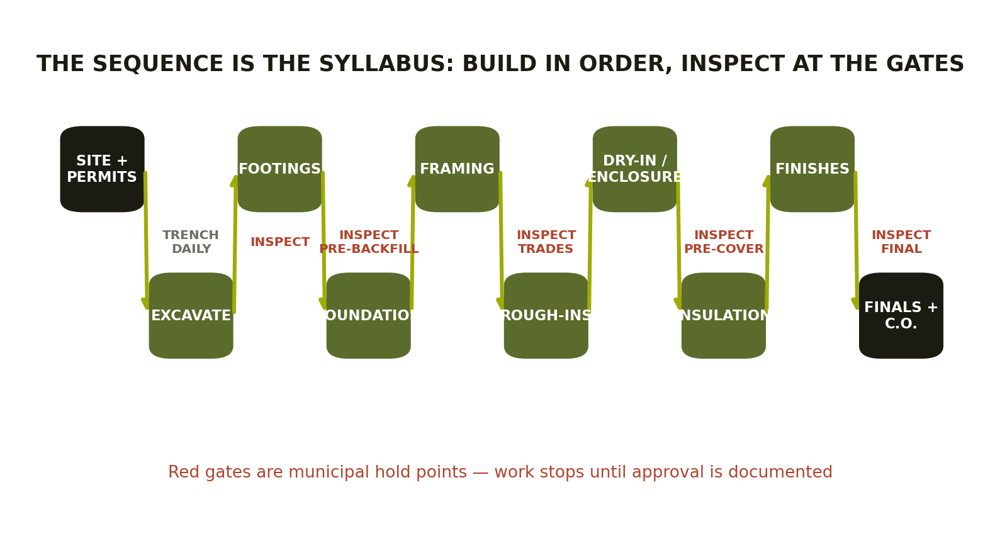 THE SEQUENCE IS THE SYLLABUS: BUILD IN ORDER, INSPECT AT THE GATES
SITE +
PERMITS
FOOTINGS
FRAMING
DRY-IN /
ENCLOSURE
FINISHES
TRENCH
DAILY
INSPECT
INSPECT
PRE-BACKFILL
INSPECT
TRADES
INSPECT
PRE-COVER
INSPECT
FINAL
EXCAVATE
OUNDATION
ROUGH-INS
NSULATION
FINALS +
C.O.
Red gates are municipal hold points — work stops until approval is documented